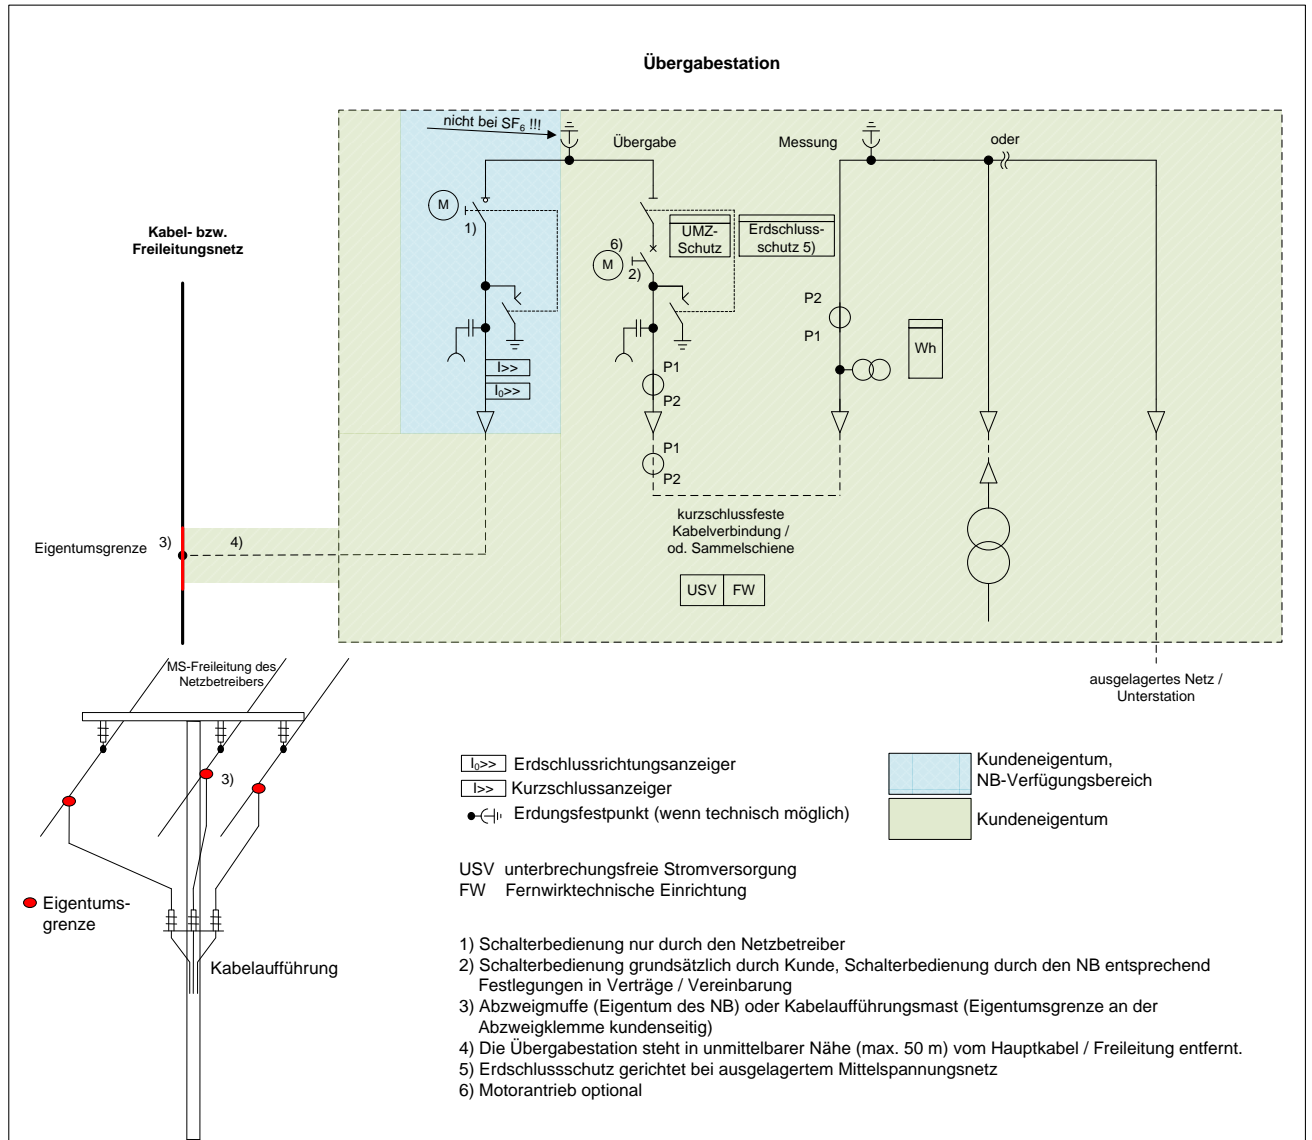 Übergabestation
nicht bei SF₆ !!!
Übergabe
Messung
oder
M
1)
Kabel- bzw.
Freileitungsnetz
UMZ-
Schutz
Erdschluss-
schutz 5)
6)
M
2)
P2
P1
Wh
I>>
I₀>>
P1
P2
P1
P2
kurzschlussfeste
Kabelverbindung /
od. Sammelschiene
Eigentumsgrenze
3)
4)
USV
FW
MS-Freileitung des
Netzbetreibers
ausgelagertes Netz /
Unterstation
3)
Eigentums-
grenze
Kabelaufführung
I₀>> Erdschlussrichtungsanzeiger
I>> Kurzschlussanzeiger
Erdungsfestpunkt (wenn technisch möglich)
Kundeneigentum,
NB-Verfügungsbereich
Kundeneigentum
USV unterbrechungsfreie Stromversorgung
FW Fernwirktechnische Einrichtung
1) Schalterbedienung nur durch den Netzbetreiber
2) Schalterbedienung grundsätzlich durch Kunde, Schalterbedienung durch den NB entsprechend
Festlegungen in Verträge / Vereinbarung
3) Abzweigmuffe (Eigentum des NB) oder Kabelaufführungsmast (Eigentumsgrenze an der
Abzweigklemme kundenseitig)
4) Die Übergabestation steht in unmittelbarer Nähe (max. 50 m) vom Hauptkabel / Freileitung entfernt.
5) Erdschlussschutz gerichtet bei ausgelagertem Mittelspannungsnetz
6) Motorantrieb optional